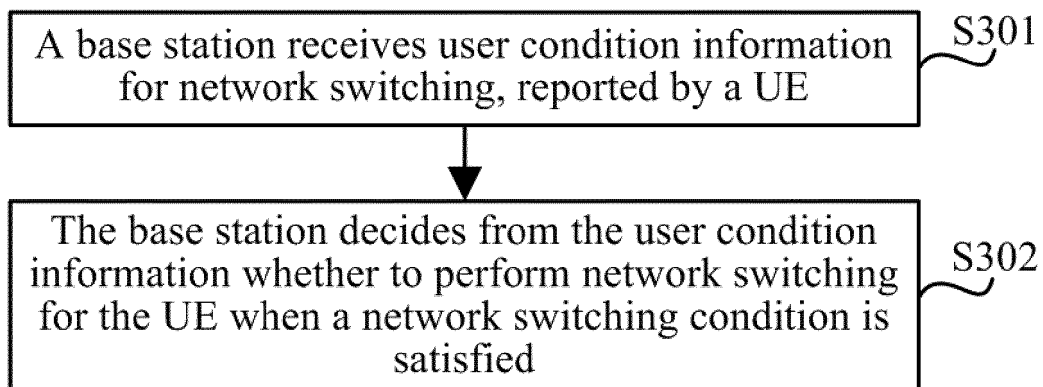 A base station receives user condition information
for network switching, reported by a UE
S301
The base station decides from the user condition
information whether to perform network switching
for the UE when a network switching condition is
satisfied
S302